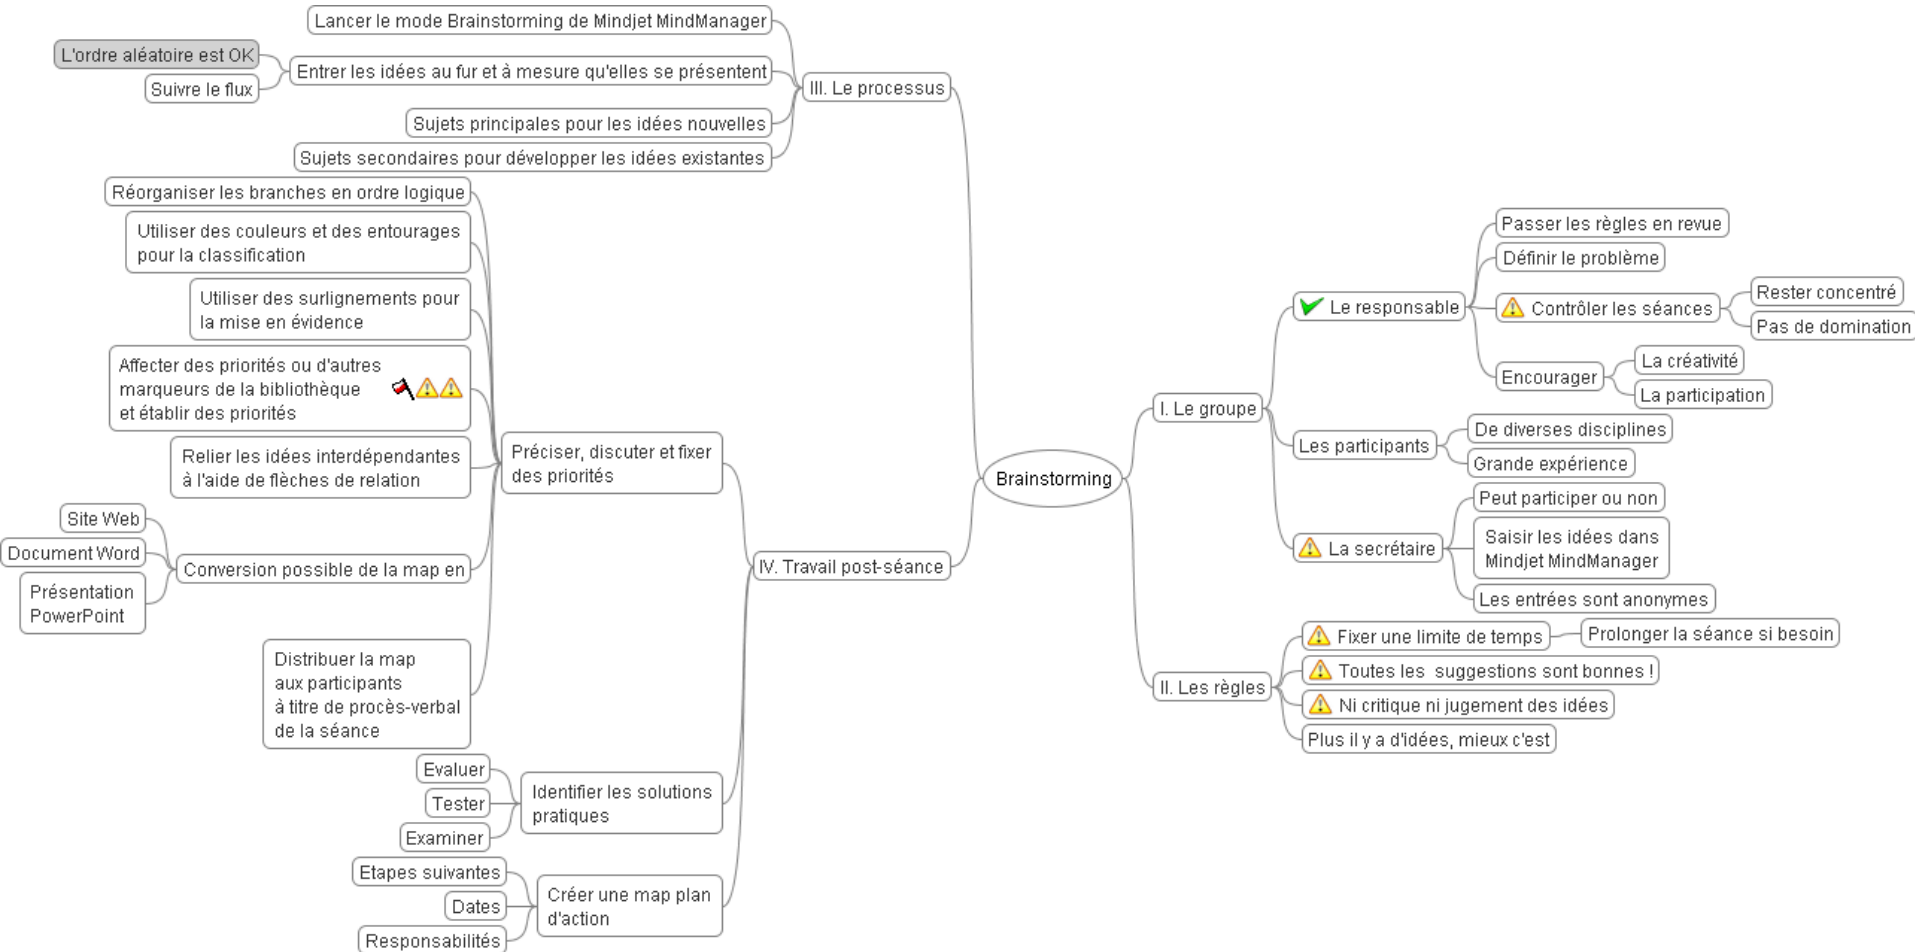 Brainstorming
I. Le groupe
Le responsable
Passer les règles en revue
Définir le problème
Contrôler les séances
Rester concentré
Pas de domination
Encourager
La créativité
La participation
Les participants
De diverses disciplines
Grande expérience
La secrétaire
Peut participer ou non
Saisir les idées dans
Mindjet MindManager
Les entrées sont anonymes
II. Les règles
Fixer une limite de temps
Prolonger la séance si besoin
Toutes les  suggestions sont bonnes !
Ni critique ni jugement des idées
Plus il y a d'idées, mieux c'est
III. Le processus
Lancer le mode Brainstorming de Mindjet MindManager
Entrer les idées au fur et à mesure qu'elles se présentent
L'ordre aléatoire est OK
Suivre le flux
Sujets principales pour les idées nouvelles
Sujets secondaires pour développer les idées existantes
IV. Travail post-séance
Préciser, discuter et fixer
des priorités
Réorganiser les branches en ordre logique
Utiliser des couleurs et des entourages
pour la classification
Utiliser des surlignements pour
la mise en évidence
Affecter des priorités ou d'autres
marqueurs de la bibliothèque
et établir des priorités
Relier les idées interdépendantes
à l'aide de flèches de relation
Conversion possible de la map en
Site Web
Document Word
Présentation
PowerPoint
Distribuer la map
aux participants
à titre de procès-verbal
de la séance
Identifier les solutions
pratiques
Evaluer
Tester
Examiner
Créer une map plan
d'action
Etapes suivantes
Dates
Responsabilités